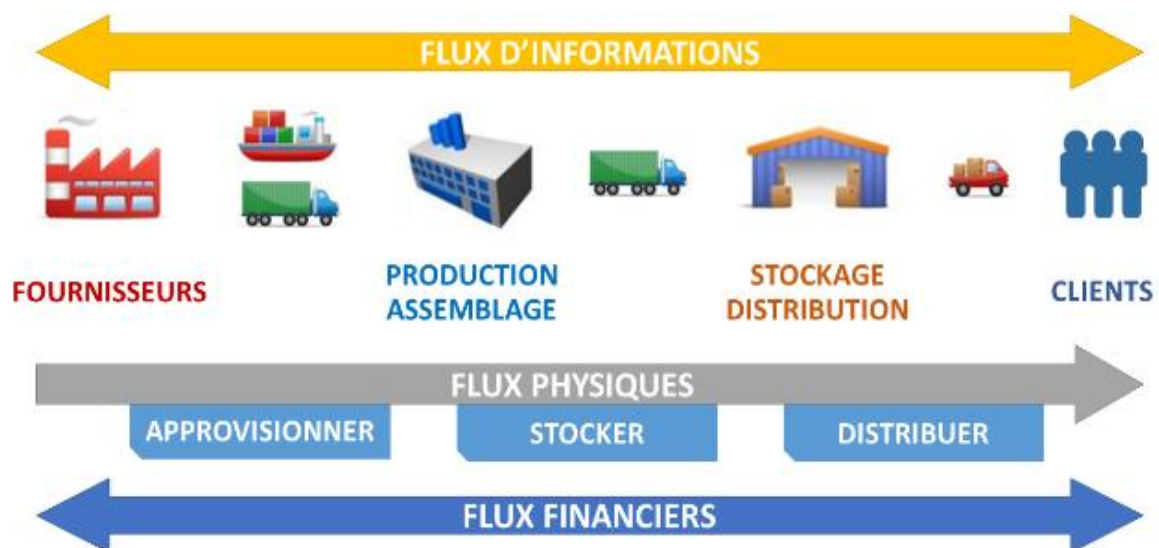 FLUX D'INFORMATIONS
FOURNISSEURS
PRODUCTION
ASSEMBLAGE
STOCKAGE
DISTRIBUTION
CLIENTS
FLUX PHYSIQUES
APPROVISIONNER
STOCKER
DISTRIBUER
FLUX FINANCIERS